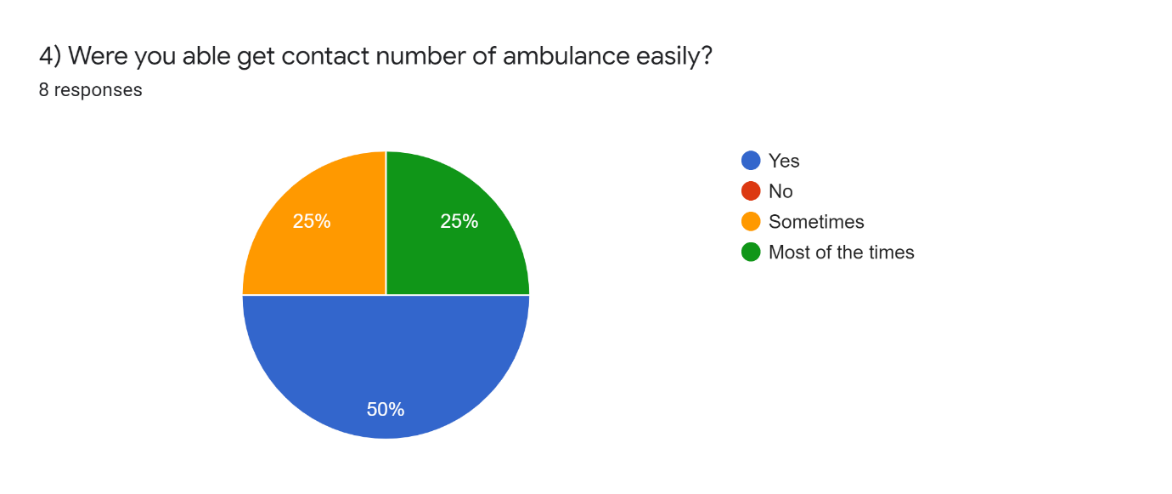 4) Were you able get contact number of ambulance easily?
8 responses
25%
25%
50%
Yes
No
Sometimes
Most of the times